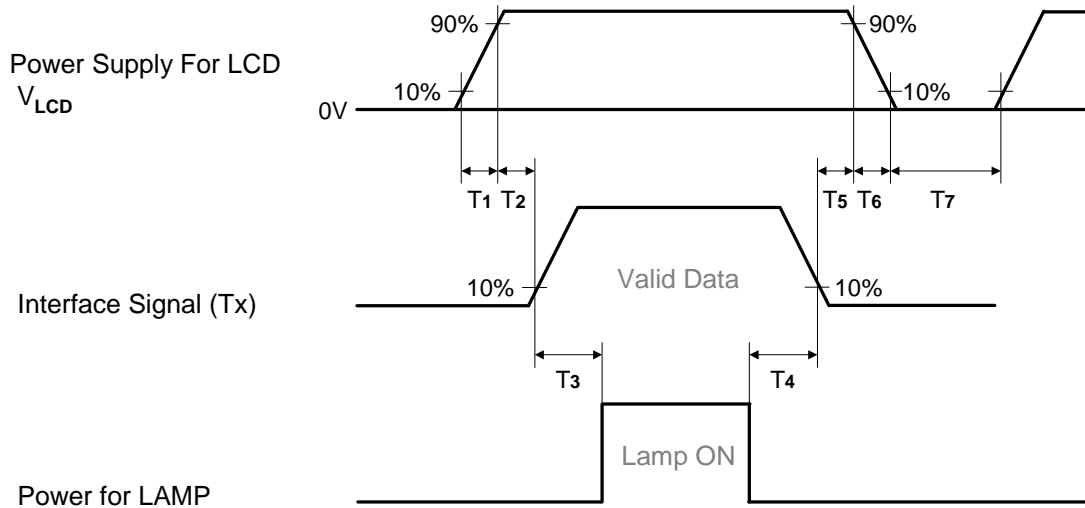 90%
90%
Power Supply For LCD
VLCD
10%
10%
0V
T1 T2
T5 T6
T7
Valid Data
10%
10%
Interface Signal (Tx)
T3
T4
Lamp ON
Power for LAMP